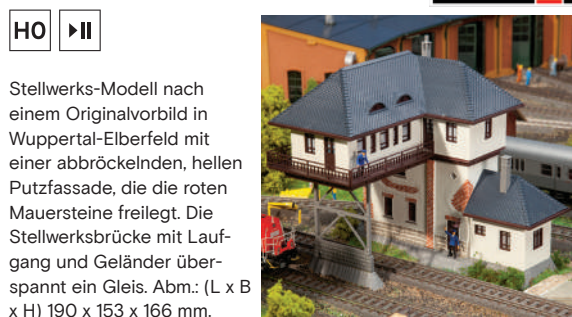 H0
Stellwerks-Modell nach
einem Originalvorbild in
Wuppertal-Elberfeld mit
einer abbröckelnden, hellen
Putzfassade, die die roten
Mauersteine freilegt. Die
Stellwerksbrücke mit Lauf-
gang und Geländer über-
spannt ein Gleis. Abm.: (L x B
x H) 190 x 153 x 166 mm.